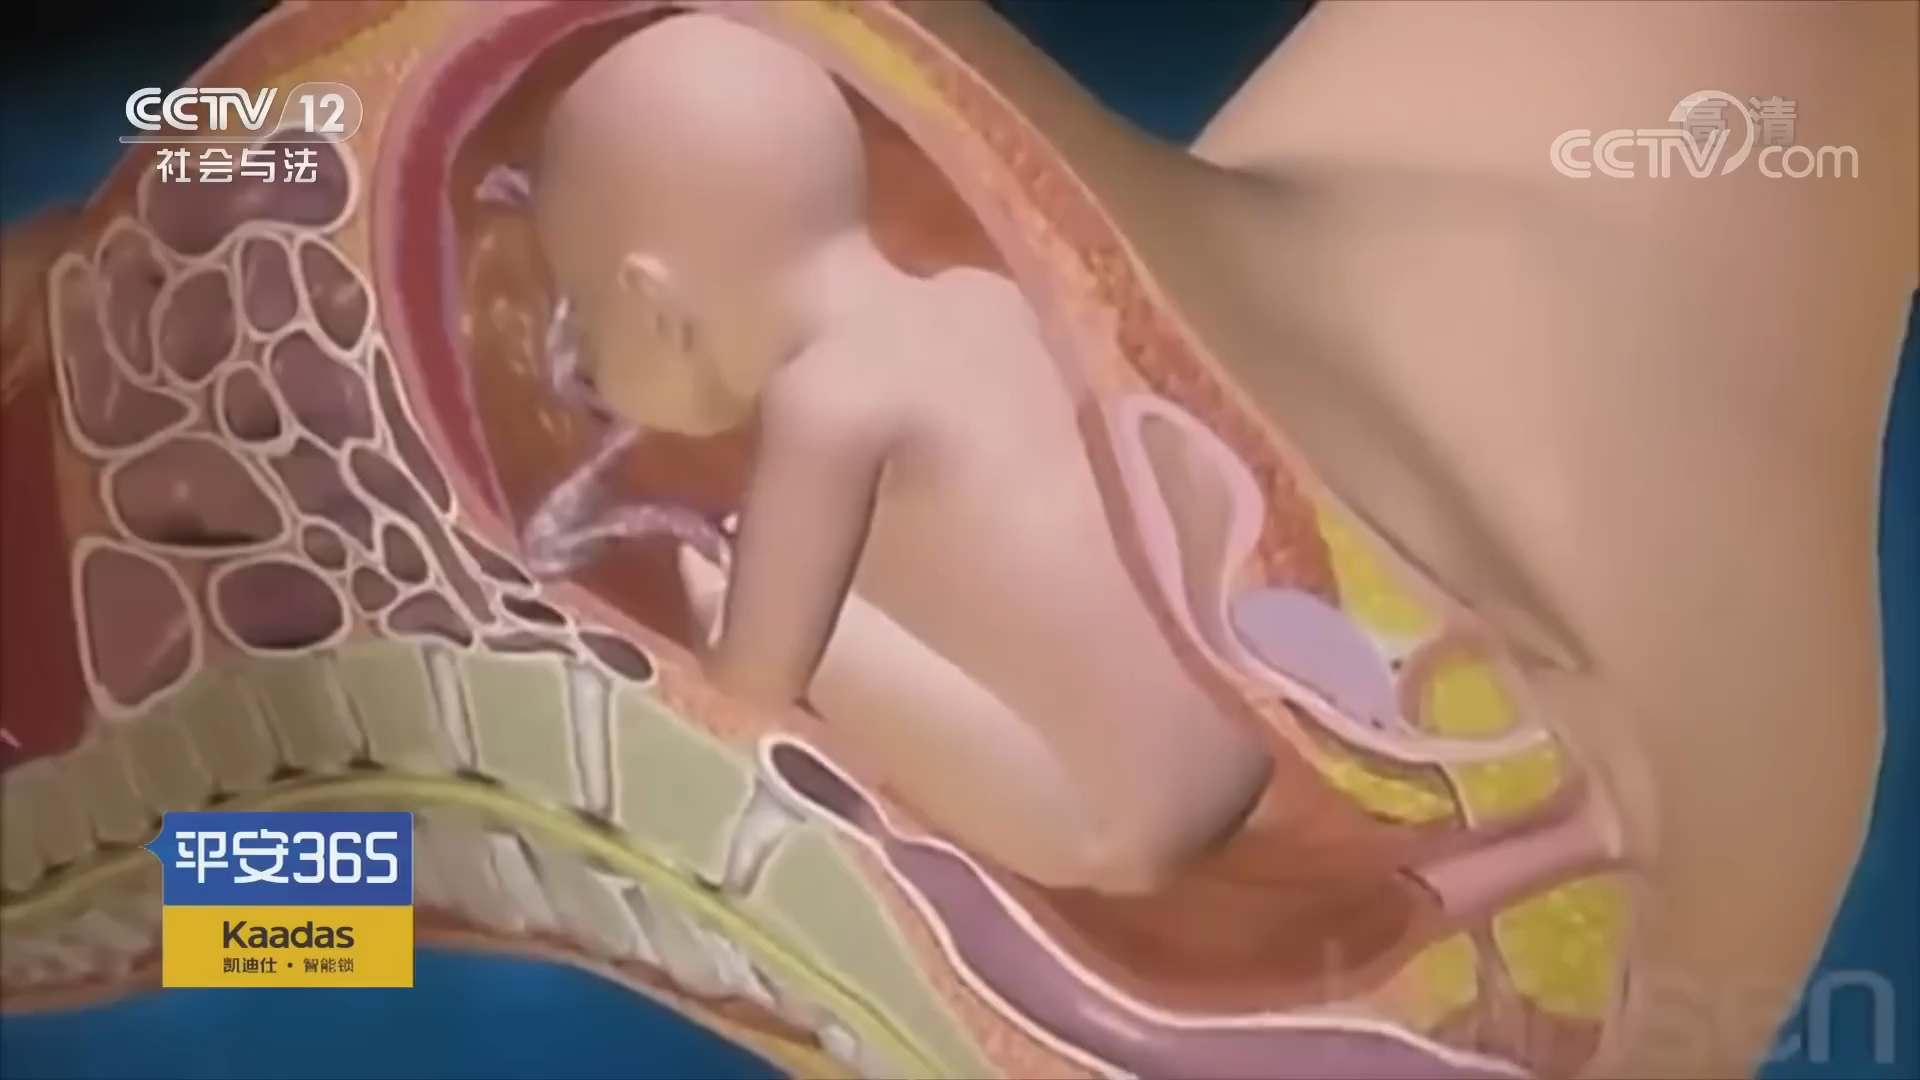 CCTV 12
社会与法
高清
CCTV com
平安365
Kaadas
凯迪仕·智能锁